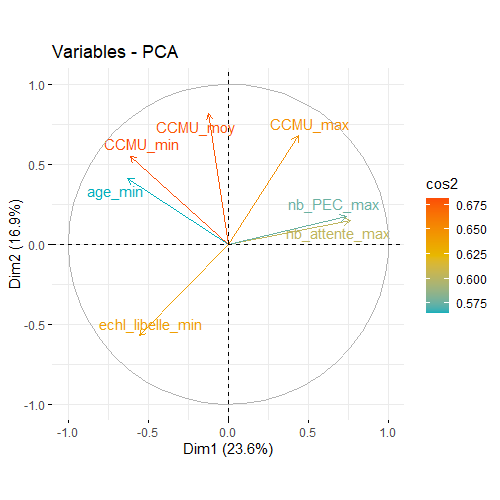 Variables - PCA
1.0
0.5
0.0
-0.5
-1.0
Dim2 (16.9%)
CCMU_moy
CCMU_max
CCMU_min
age_min
nb_PEC_max
nb_attente_max
echl_libelle_min
-1.0
-0.5
0.0
0.5
1.0
Dim1 (23.6%)
cos2
0.675
0.650
0.625
0.600
0.575